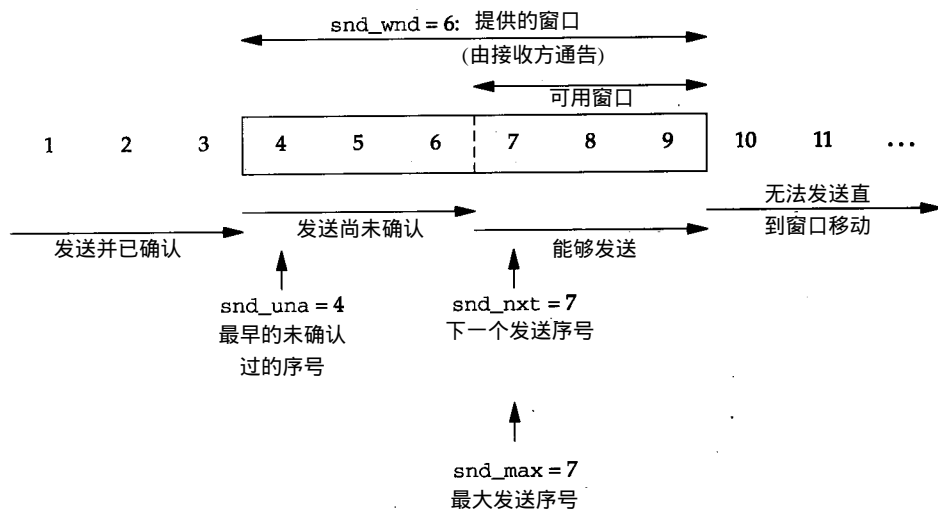 snd_wnd = 6: 提供的窗口
(由接收方通告)
可用窗口
1 2 3 4 5 6 7 8 9 10 11 ...
发送并已确认
发送尚未确认
能够发送
无法发送直
到窗口移动
snd_una = 4
最早的未确认
过的序号
snd_nxt = 7
下一个发送序号
snd_max = 7
最大发送序号